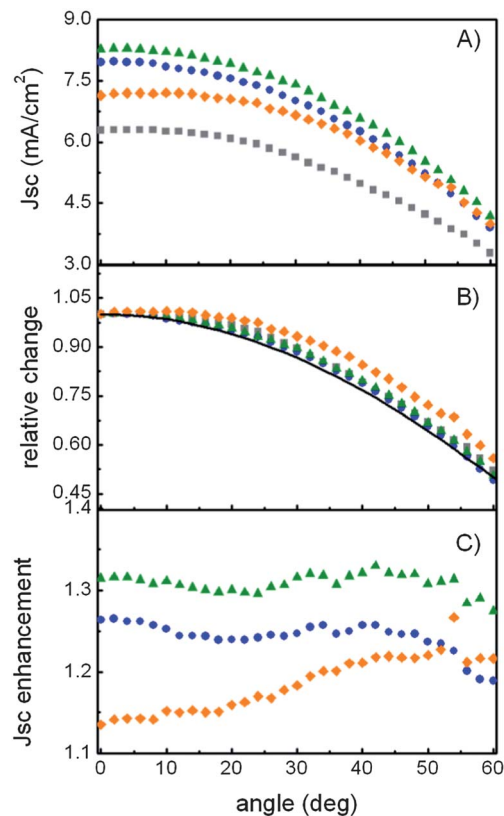 A)
Jsc (mA/cm²)
9.0
7.5
6.0
4.5
3.0
B)
relative change
1.05
0.90
0.75
0.60
0.45
C)
Jsc enhancement
1.4
1.3
1.2
1.1
0 10 20 30 40 50 60
angle (deg)